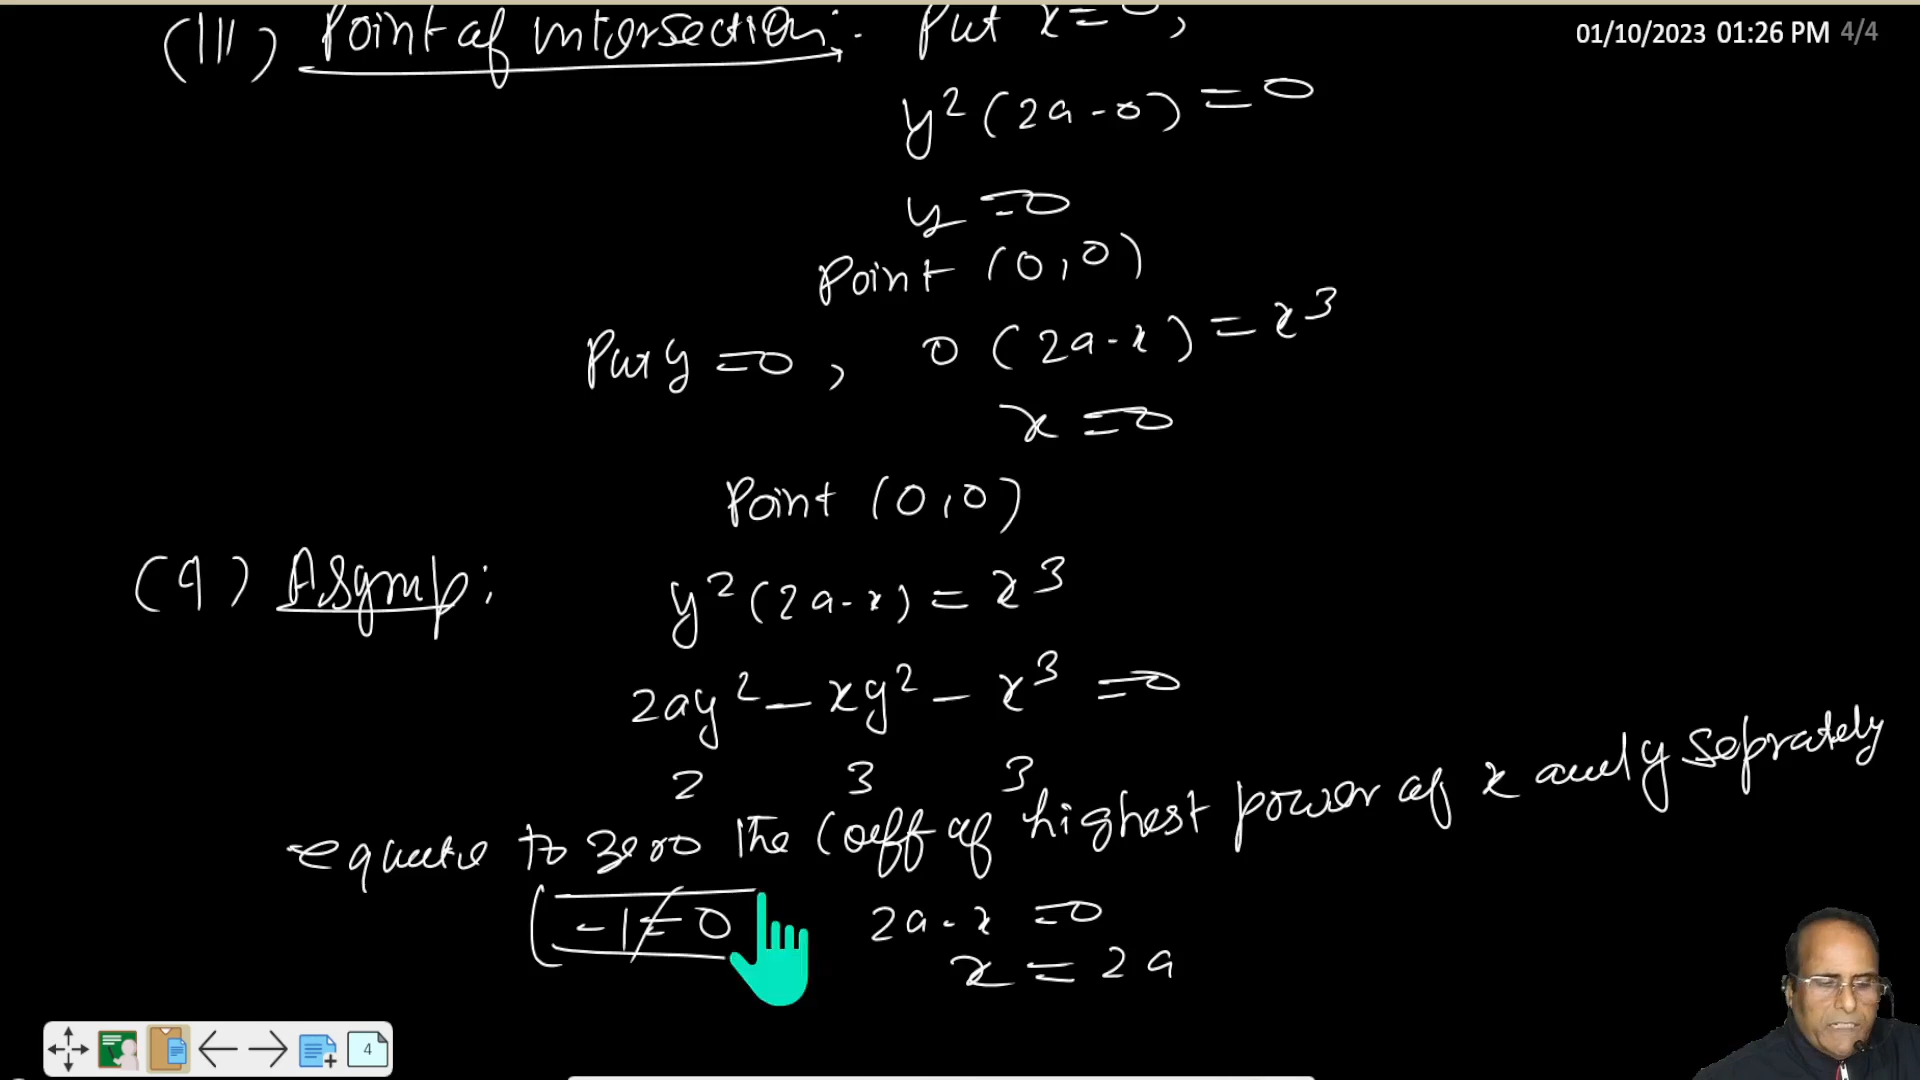 (III) Point of intersection:- Put x=0,
01/10/2023 01:26 PM 4/4
y²(2a-0)=0
y=0
Point (0,0)
Put y=0, 0(2a-x)=x³
x=0
Point (0,0)
(4) Asymp:
y²(2a-x)=x³
2ay²-xy²-x³=0
2 3 3
equate to zero the Coeff of highest power of x and y seprately
-1≠0 2a-x=0
x=2a
4